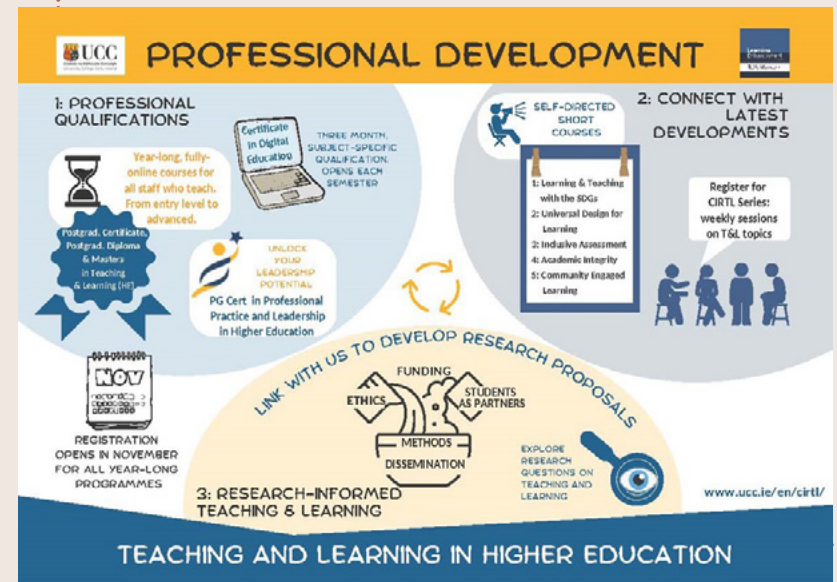 UCC
PROFESSIONAL DEVELOPMENT
1: PROFESSIONAL
QUALIFICATIONS
Year-long, fully-
online courses for
all staff who teach.
From entry level to
advanced.
Certificate
in Digital
Education
THREE MONTH,
SUBJECT-SPECIFIC
QUALIFICATION,
OPENS EACH
SEMESTER
Postgrad. Certificate,
Postgrad. Diploma
& Masters
in Teaching
& Learning (HE)
UNLOCK
YOUR
LEADERSHIP
POTENTIAL
PG Cert in Professional
Practice and Leadership
in Higher Education
NOV
REGISTRATION
OPENS IN NOVEMBER
FOR ALL YEAR-LONG
PROGRAMMES
SELF-DIRECTED
SHORT
COURSES
2: CONNECT WITH
LATEST
DEVELOPMENTS
1: Learning & Teaching
with the SDGs
2: Universal Design for
Learning
3: Inclusive Assessment
4: Academic Integrity
5: Community Engaged
Learning
Register for
CIRTL Series:
weekly sessions
on T&L topics
LINK WITH US TO DEVELOP RESEARCH PROPOSALS
FUNDING
ETHICS
STUDENTS
AS PARTNERS
METHODS
DISSEMINATION
EXPLORE
RESEARCH
QUESTIONS ON
TEACHING AND
LEARNING
3: RESEARCH-INFORMED
TEACHING & LEARNING
www.ucc.ie/en/cirtl/
TEACHING AND LEARNING IN HIGHER EDUCATION